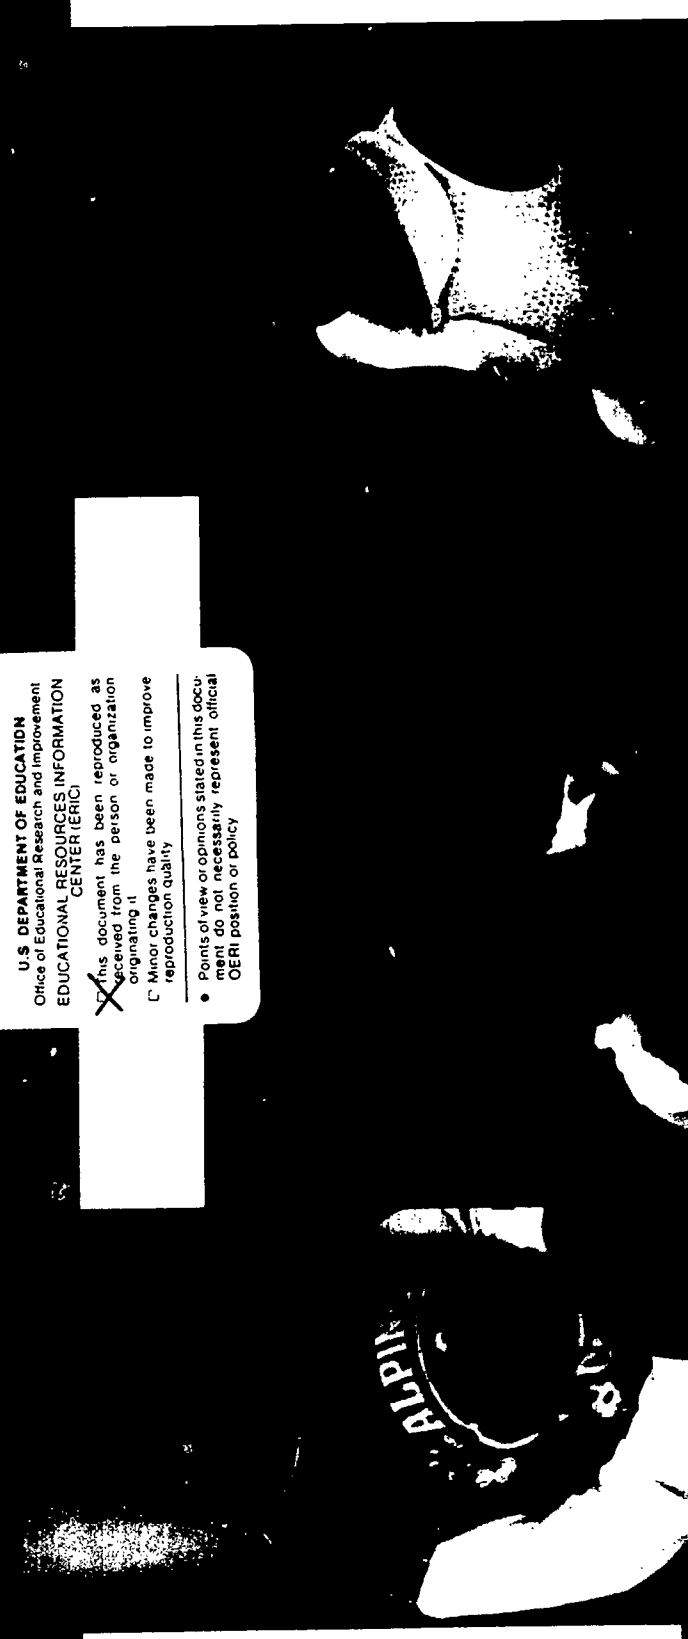 U.S DEPARTMENT OF EDUCATION
Office of Educational Research and Improvement
EDUCATIONAL RESOURCES INFORMATION
CENTER (ERIC)
This document has been reproduced as
received from the person or organization
originating it
Minor changes have been made to improve
reproduction quality
• Points of view or opinions stated in this docu-
ment do not necessarily represent official
OERI position or policy
ALPIN